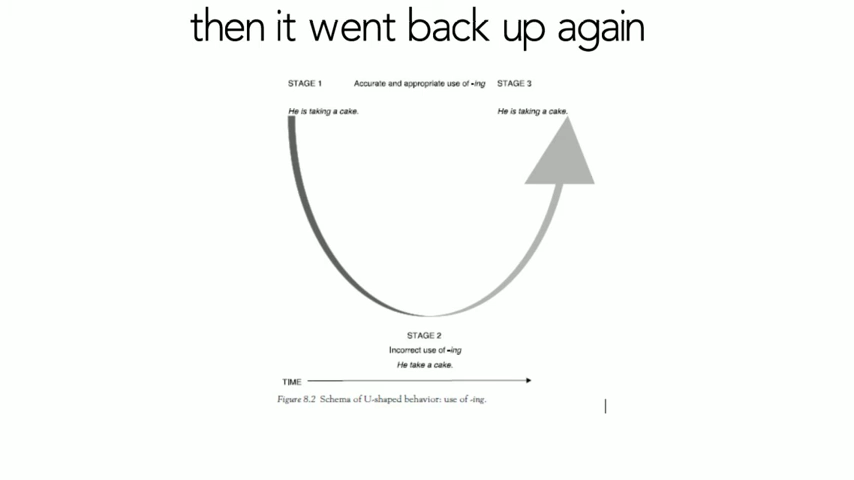 then it went back up again
STAGE 1 Accurate and appropriate use of -ing STAGE 3
He is taking a cake. He is taking a cake.
STAGE 2
Incorrect use of -ing
He take a cake.
TIME
Figure 8.2 Schema of U-shaped behavior: use of -ing.